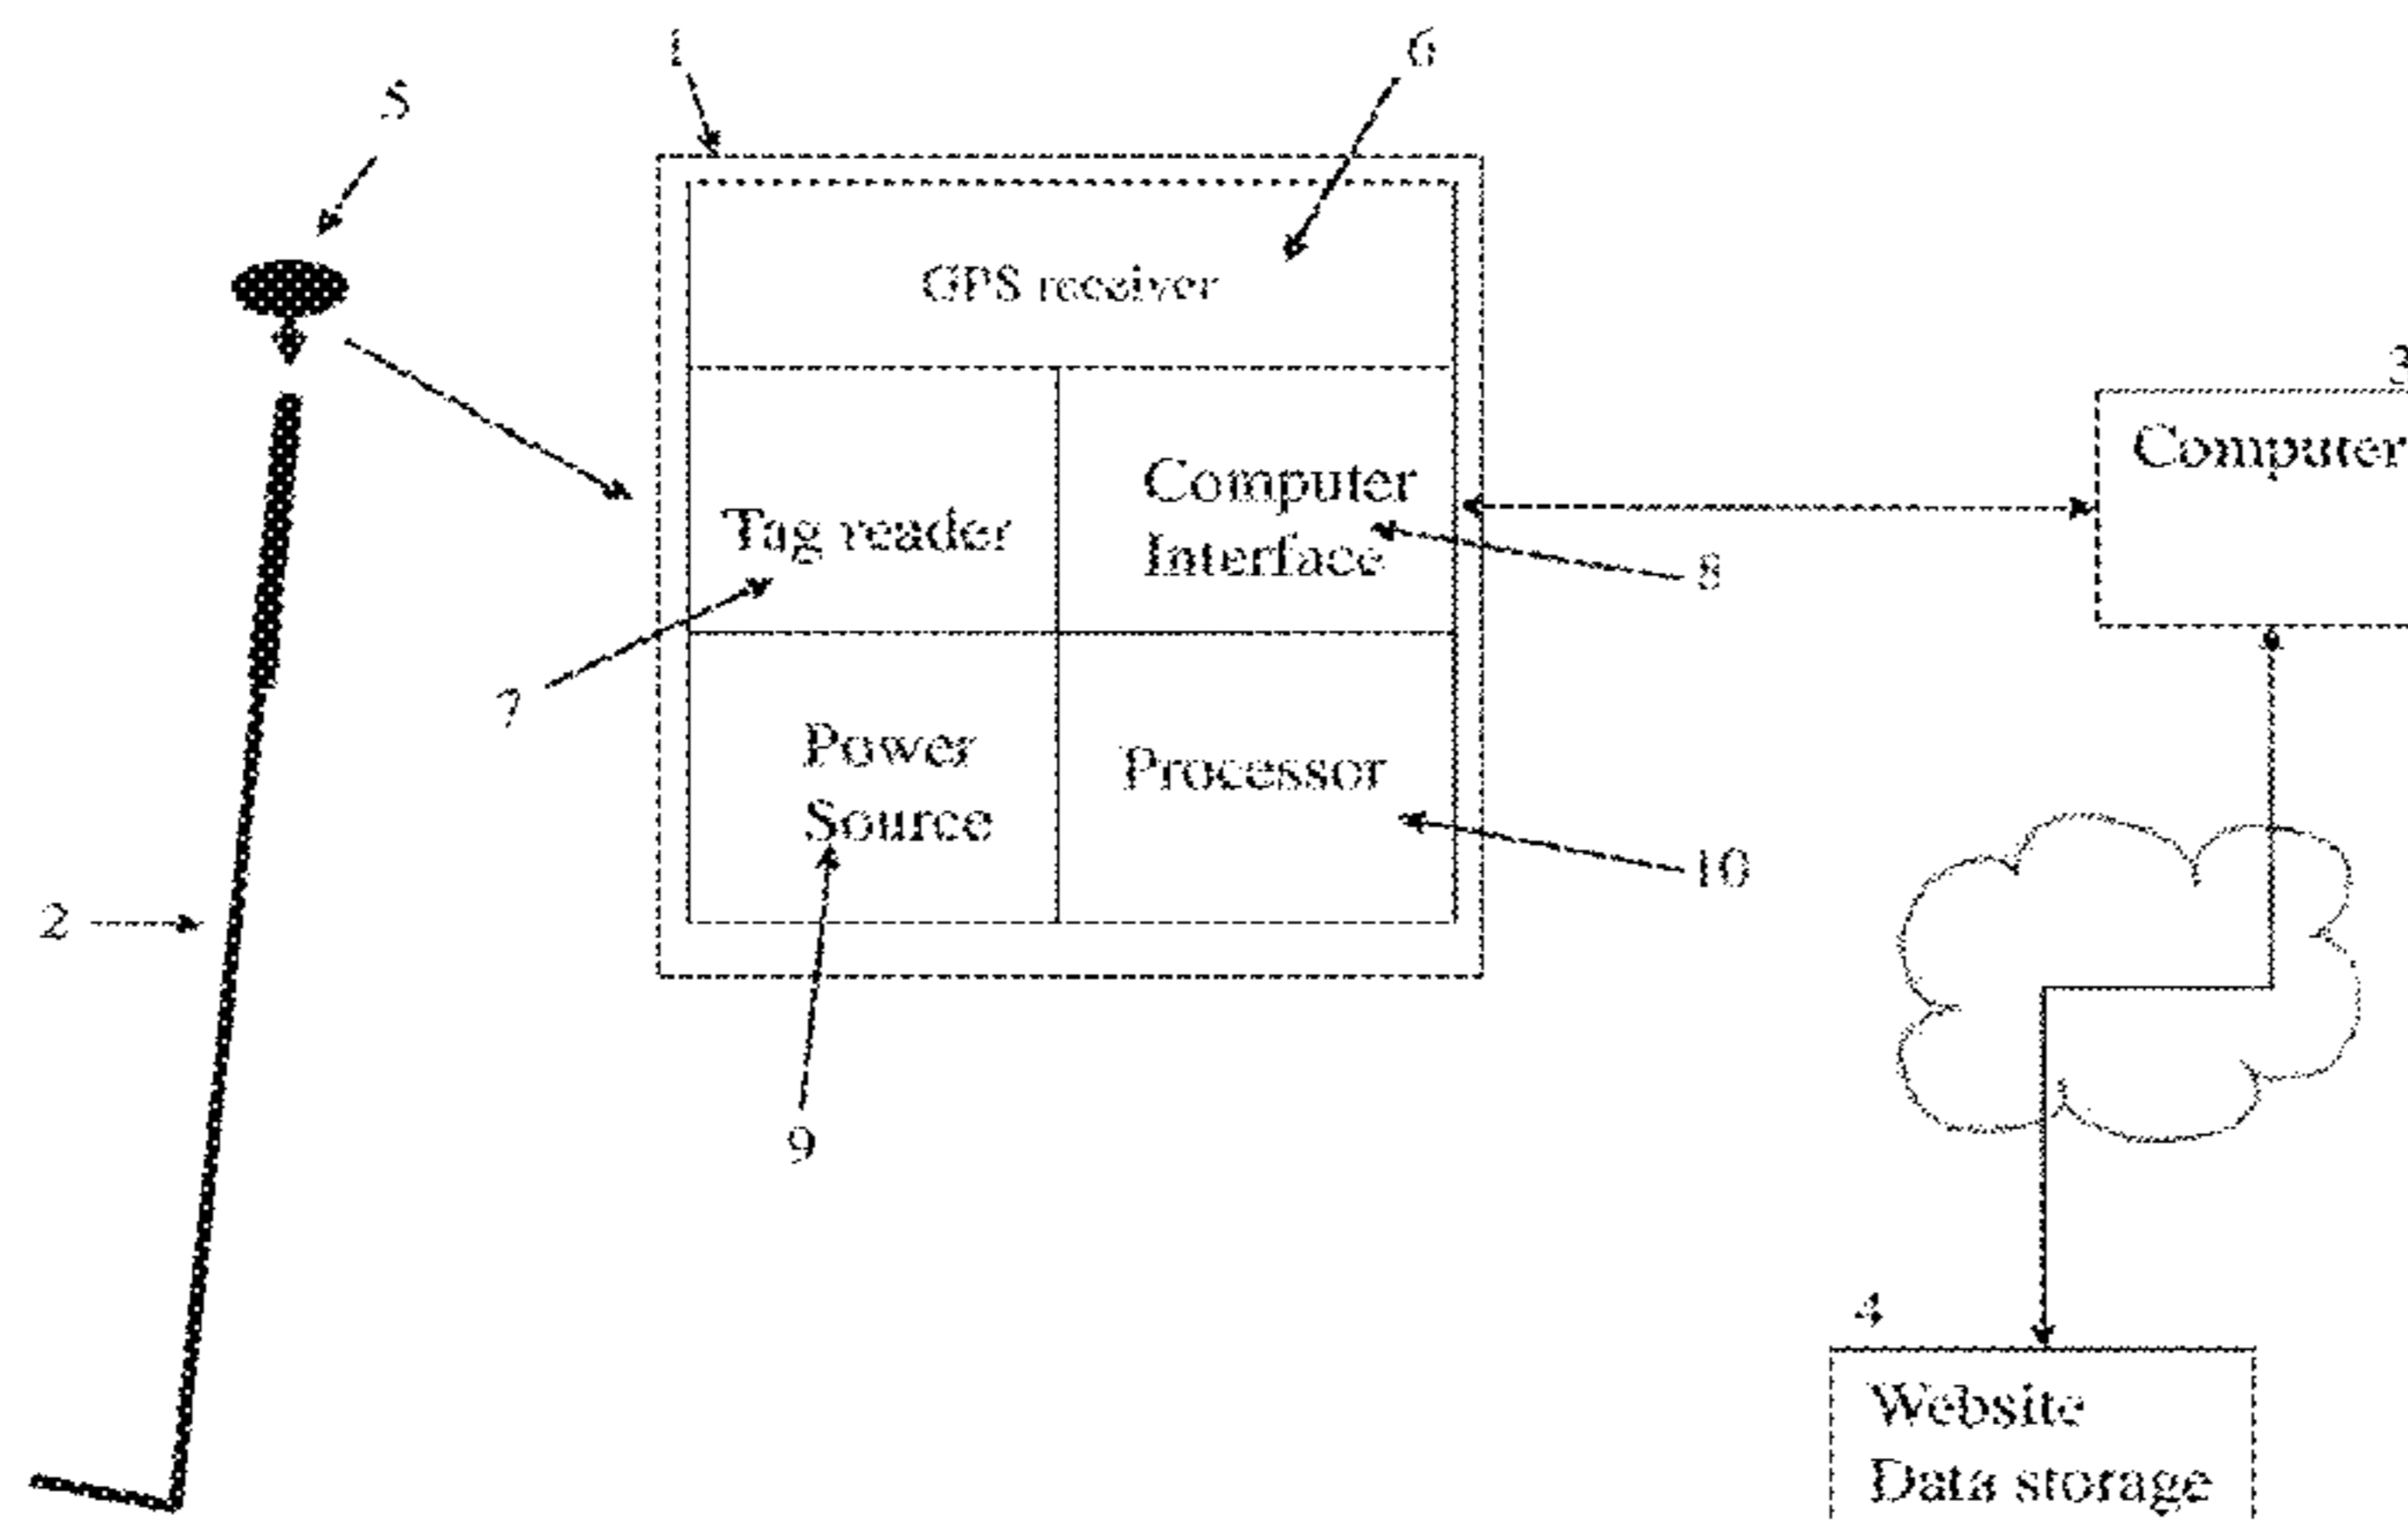 1
6
5
GPS receiver
3
Computer
Computer
Interface
Tag reader
8
7
Power
Source
Processor
10
2
9
4
Website
Data storage